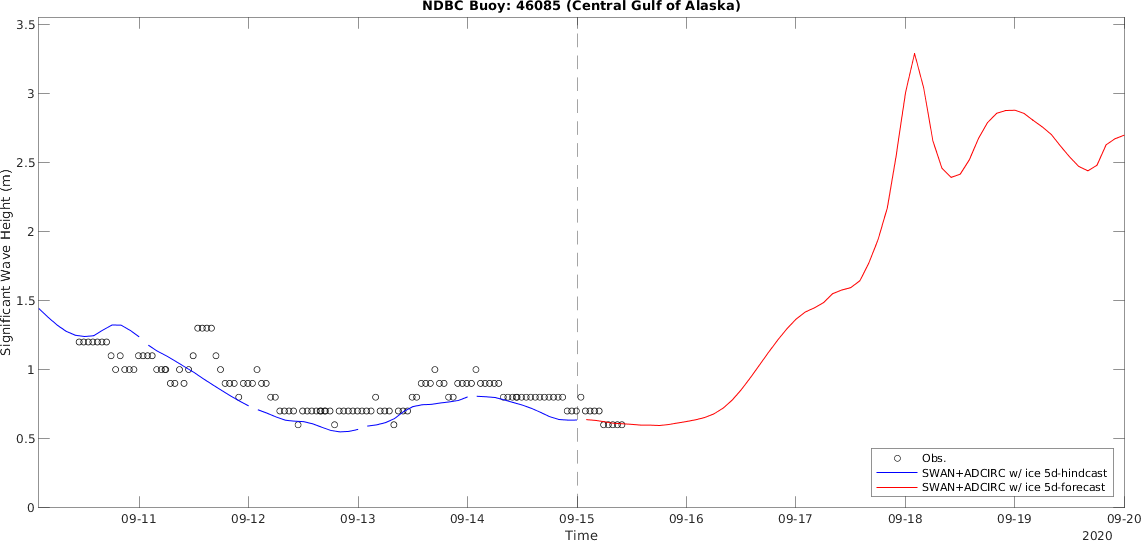 NDBC Buoy: 46085 (Central Gulf of Alaska)
Significant Wave Height (m)
3.5
3
2.5
2
1.5
1
0.5
0
Obs.
SWAN+ADCIRC w/ ice 5d-hindcast
SWAN+ADCIRC w/ ice 5d-forecast
09-11 09-12 09-13 09-14 09-15 09-16 09-17 09-18 09-19 09-20
Time
2020